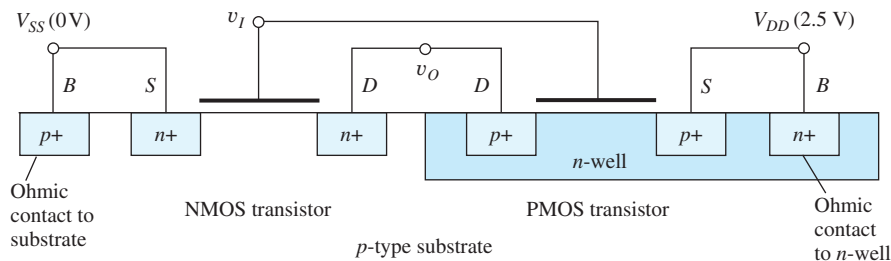 V_SS (0 V)
v_I
V_DD (2.5 V)
B S D v_O D S B
p+ n+ n+ p+ p+ n+
n-well
Ohmic
contact to
substrate
NMOS transistor
PMOS transistor
Ohmic
contact
to n-well
p-type substrate